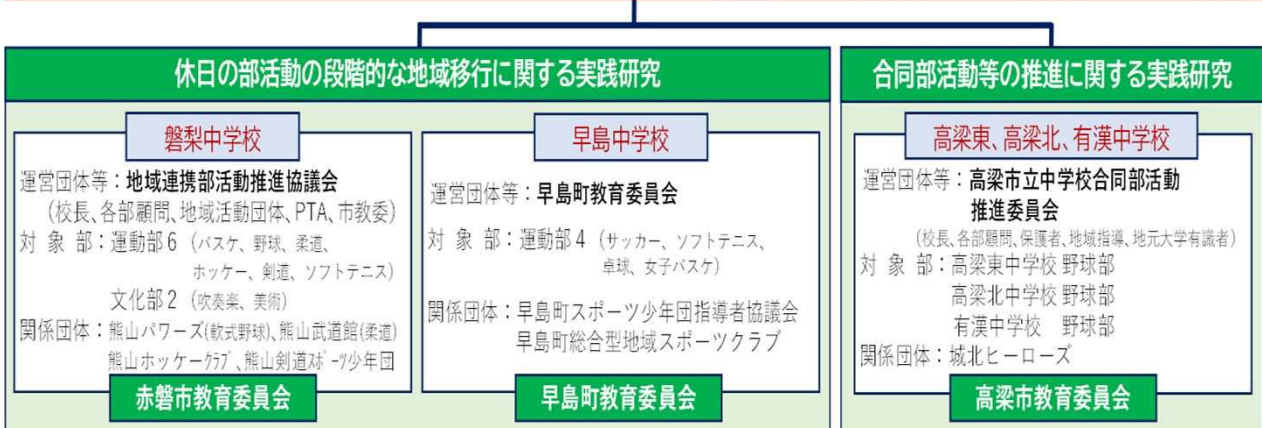 休日の部活動の段階的な地域移行に関する実践研究
磐梨中学校
運営団体等：地域連携部活動推進協議会
（校長、各部顧問、地域活動団体、PTA、市教委）
対 象 部：運動部６（バスケ、野球、柔道、
ホッケー、剣道、ソフトテニス）
文化部２（吹奏楽、美術）
関係団体：熊山パワーズ(軟式野球)、熊山武道館(柔道)
熊山ホッケークラブ、熊山剣道スポーツ少年団
赤磐市教育委員会
早島中学校
運営団体等：早島町教育委員会
対 象 部：運動部４（サッカー、ソフトテニス、
卓球、女子バスケ）
関係団体：早島町スポーツ少年団指導者協議会
早島町総合型地域スポーツクラブ
早島町教育委員会
合同部活動等の推進に関する実践研究
高梁東、高梁北、有漢中学校
運営団体等：高梁市立中学校合同部活動
推進委員会
（校長、各部顧問、保護者、地域指導、地元大学有識者）
対 象 部：高梁東中学校 野球部
高梁北中学校 野球部
有漢中学校　野球部
関係団体：城北ヒーローズ
高梁市教育委員会